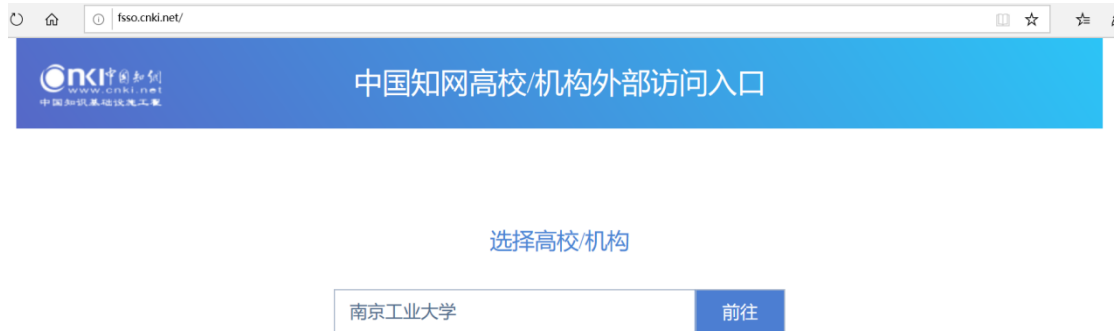 fsso.cnki.net/
cnki中国知网
www.cnki.net
中国知识基础设施工程
中国知网高校/机构外部访问入口
选择高校/机构
南京工业大学
前往